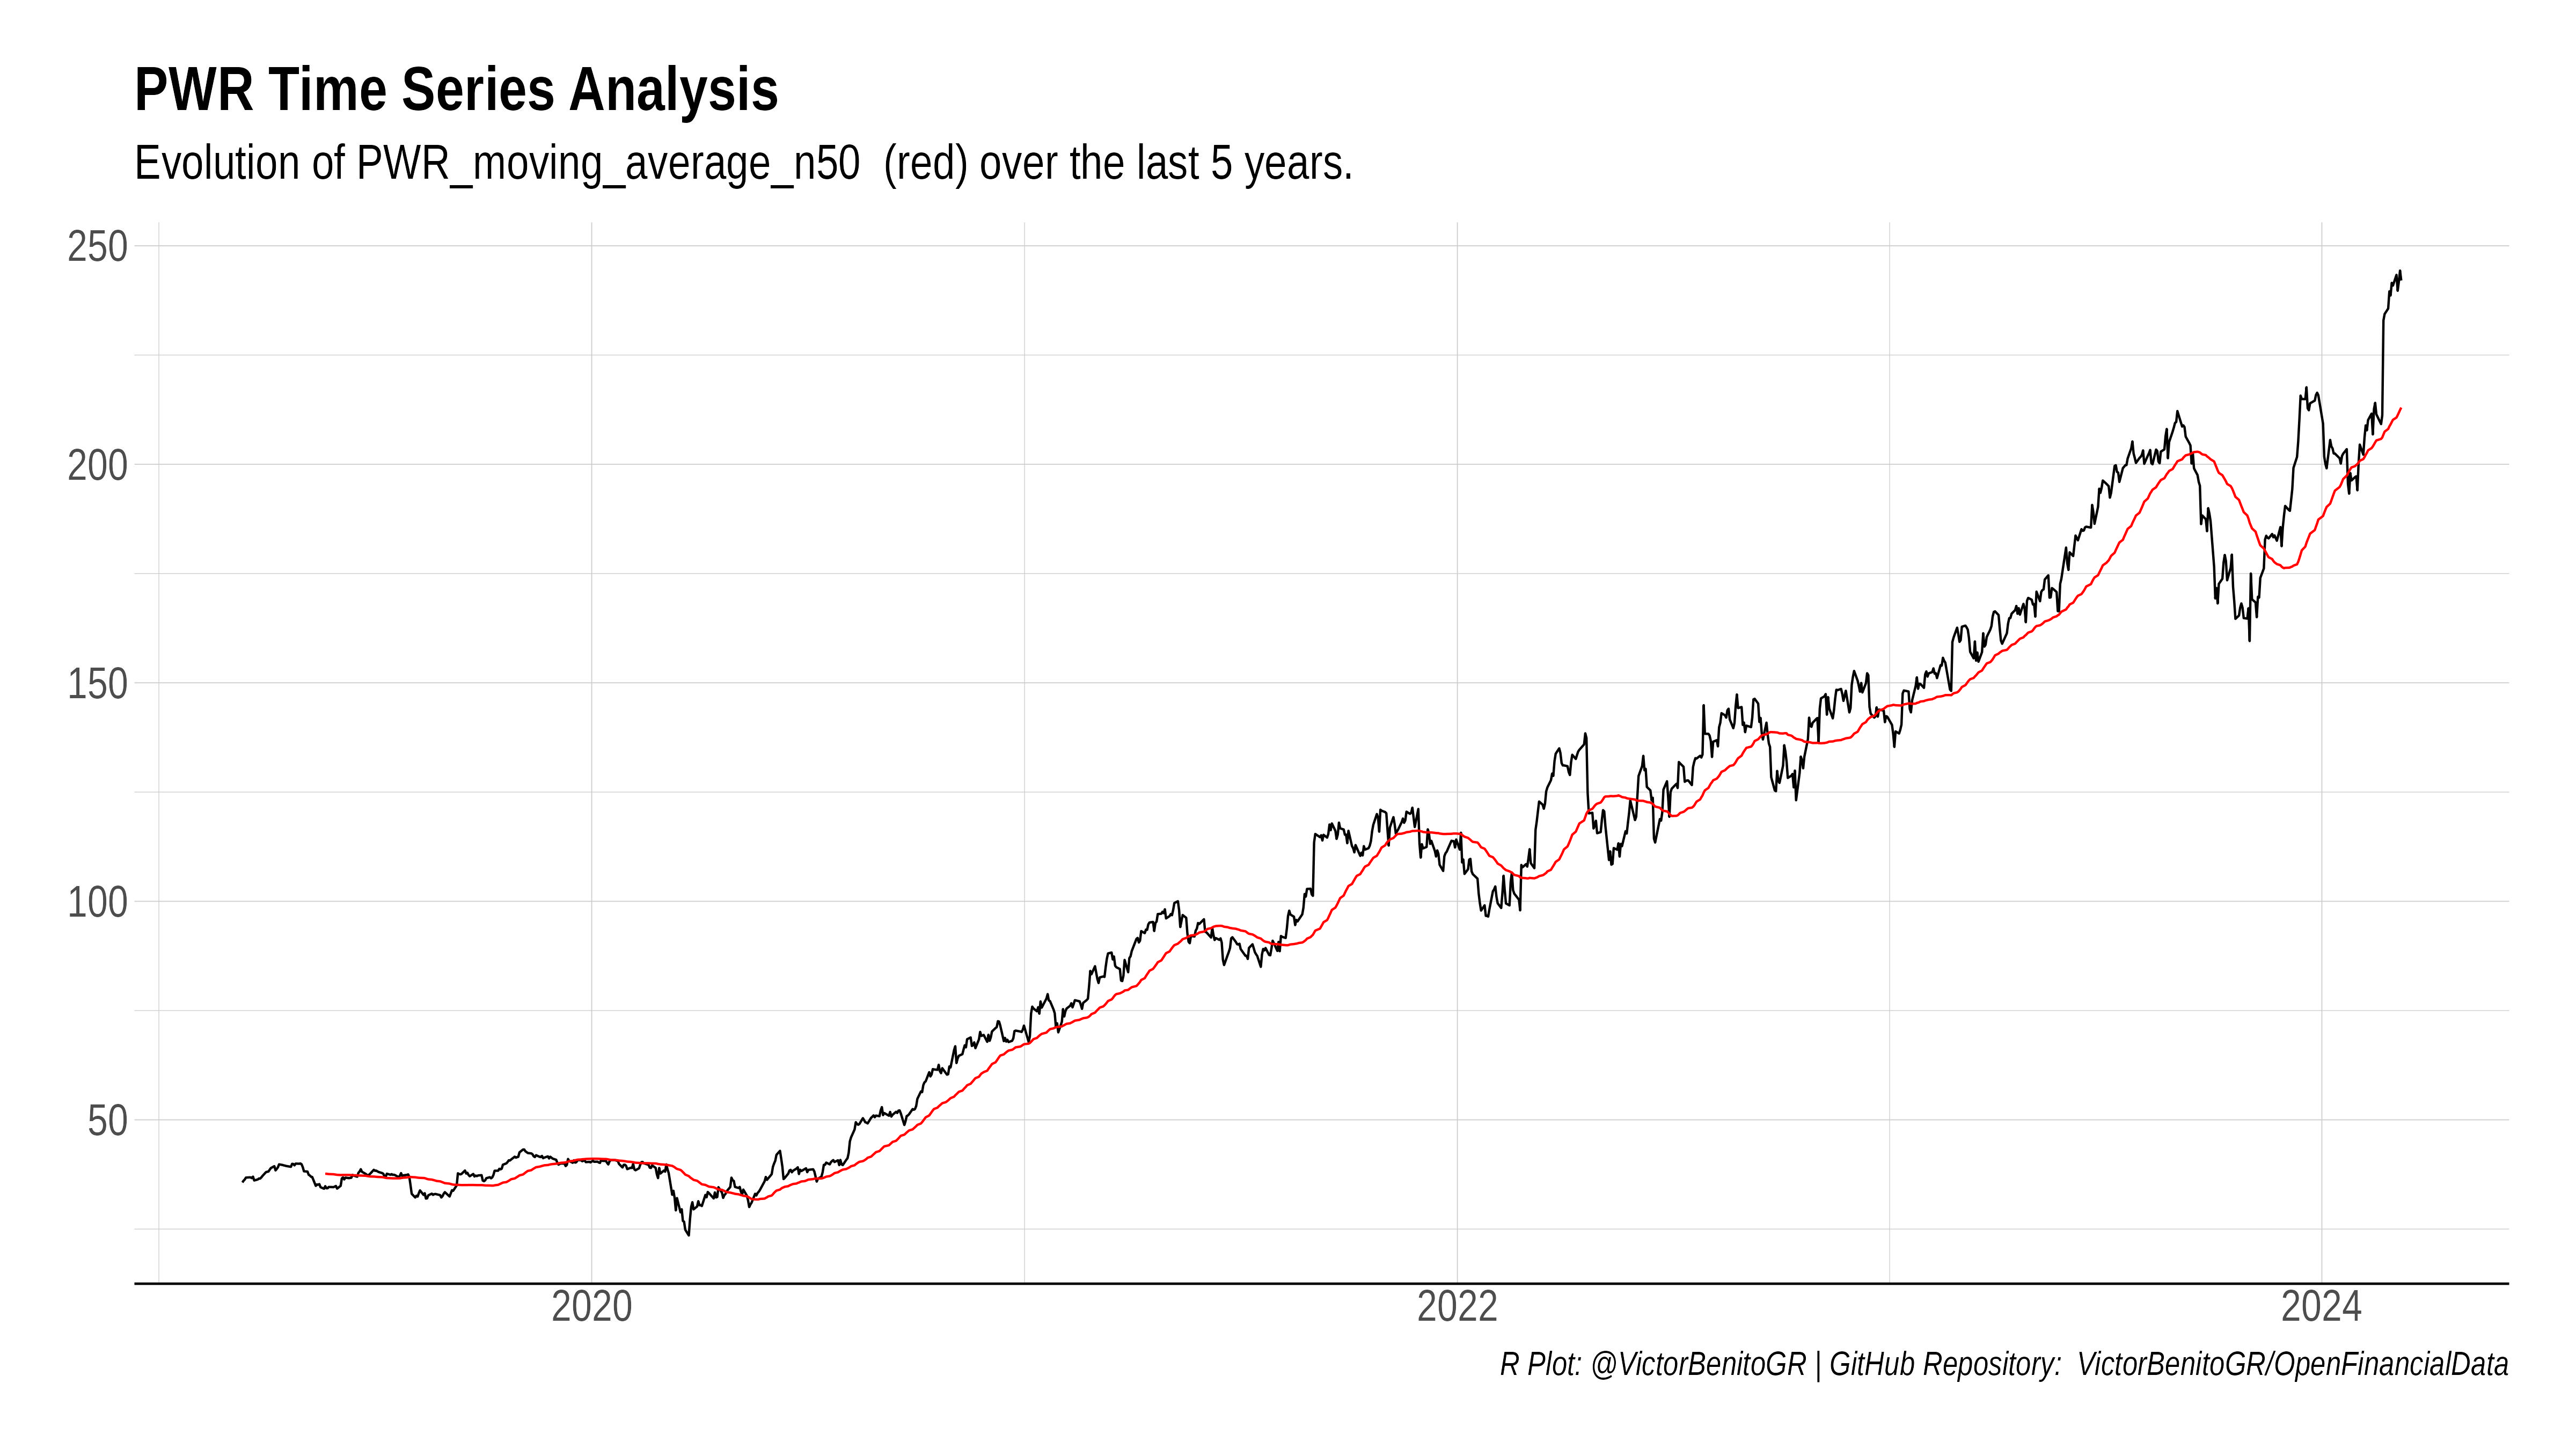 PWR Time Series Analysis
Evolution of PWR_moving_average_n50  (red) over the last 5 years.
250
200
150
100
50
2020 2022 2024
R Plot: @VictorBenitoGR | GitHub Repository:  VictorBenitoGR/OpenFinancialData